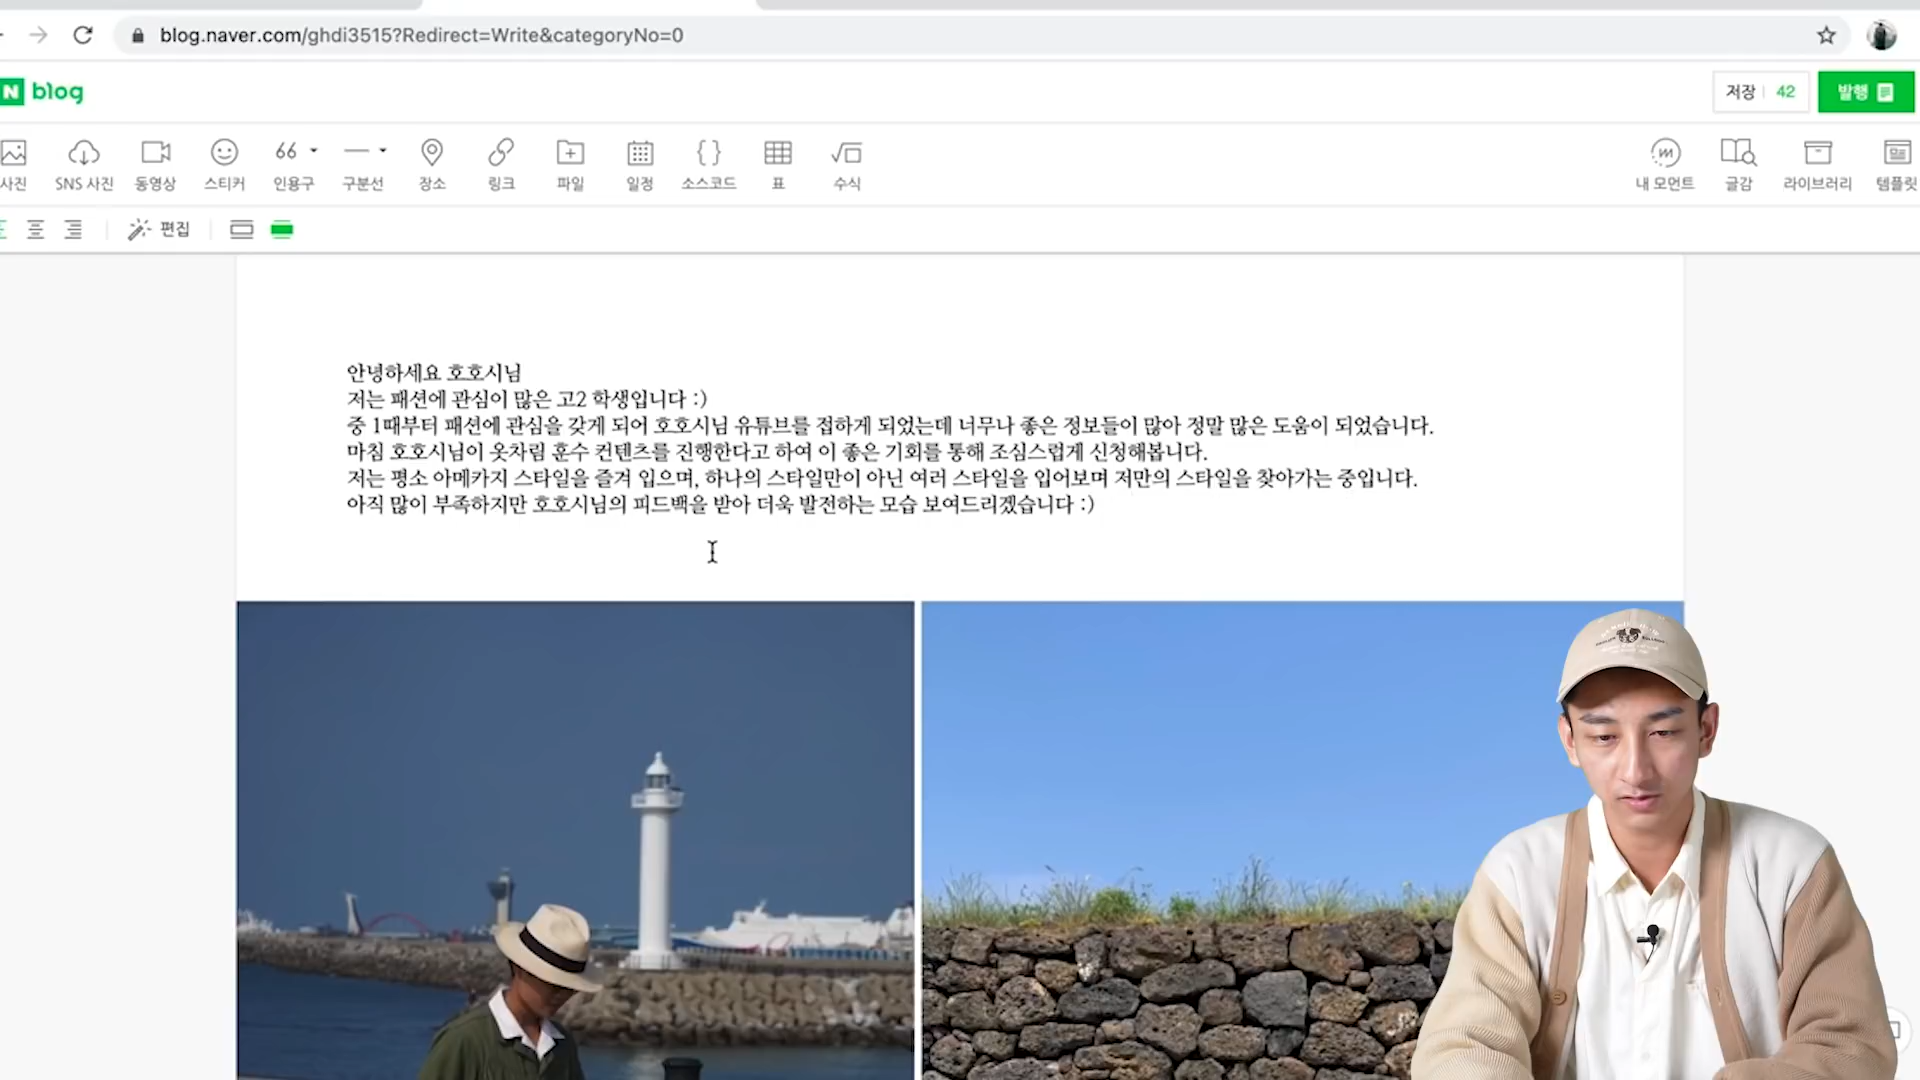 blog.naver.com/ghdi3515?Redirect=Write&categoryNo=0
N blog
저장 42
발행
사진
SNS 사진
동영상
스티커
66
인용구
구분선
장소
링크
파일
일정
소스코드
표
수식
내 모먼트
글감
라이브러리
템플릿
편집
안녕하세요 호호시님
저는 패션에 관심이 많은 고2 학생입니다 :)
중 1때부터 패션에 관심을 갖게 되어 호호시님 유튜브를 접하게 되었는데 너무나 좋은 정보들이 많아 정말 많은 도움이 되었습니다.
마침 호호시님이 옷차림 훈수 컨텐츠를 진행한다고 하여 이 좋은 기회를 통해 조심스럽게 신청해봅니다.
저는 평소 아메카지 스타일을 즐겨 입으며, 하나의 스타일만이 아닌 여러 스타일을 입어보며 저만의 스타일을 찾아가는 중입니다.
아직 많이 부족하지만 호호시님의 피드백을 받아 더욱 발전하는 모습 보여드리겠습니다 :)